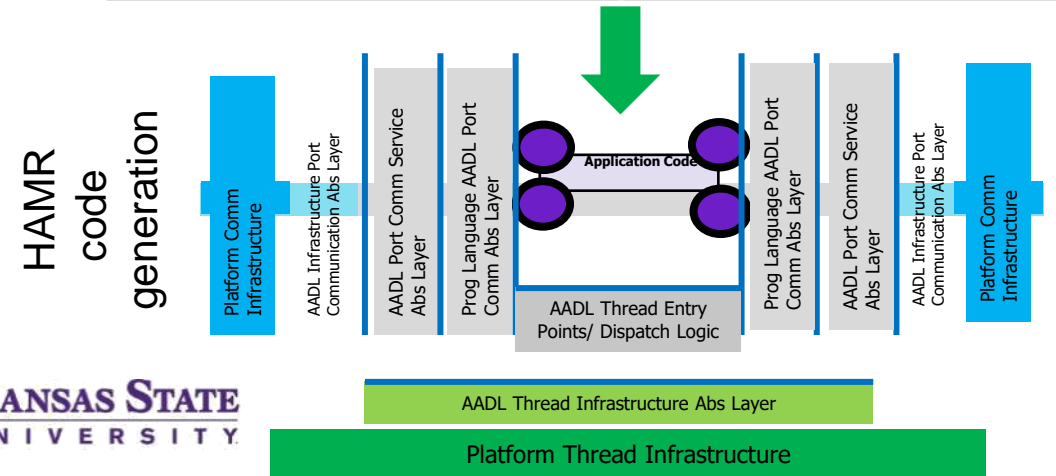 HAMR
code
generation
Platform Comm
Infrastructure
AADL Infrastructure Port
Communication Abs Layer
AADL Port Comm Service
Abs Layer
Prog Language AADL Port
Comm Abs Layer
Application Code
AADL Thread Entry
Points/ Dispatch Logic
Prog Language AADL Port
Comm Abs Layer
AADL Port Comm Service
Abs Layer
AADL Infrastructure Port
Communication Abs Layer
Platform Comm
Infrastructure
ANSAS STATE
NIVERSITY
AADL Thread Infrastructure Abs Layer
Platform Thread Infrastructure